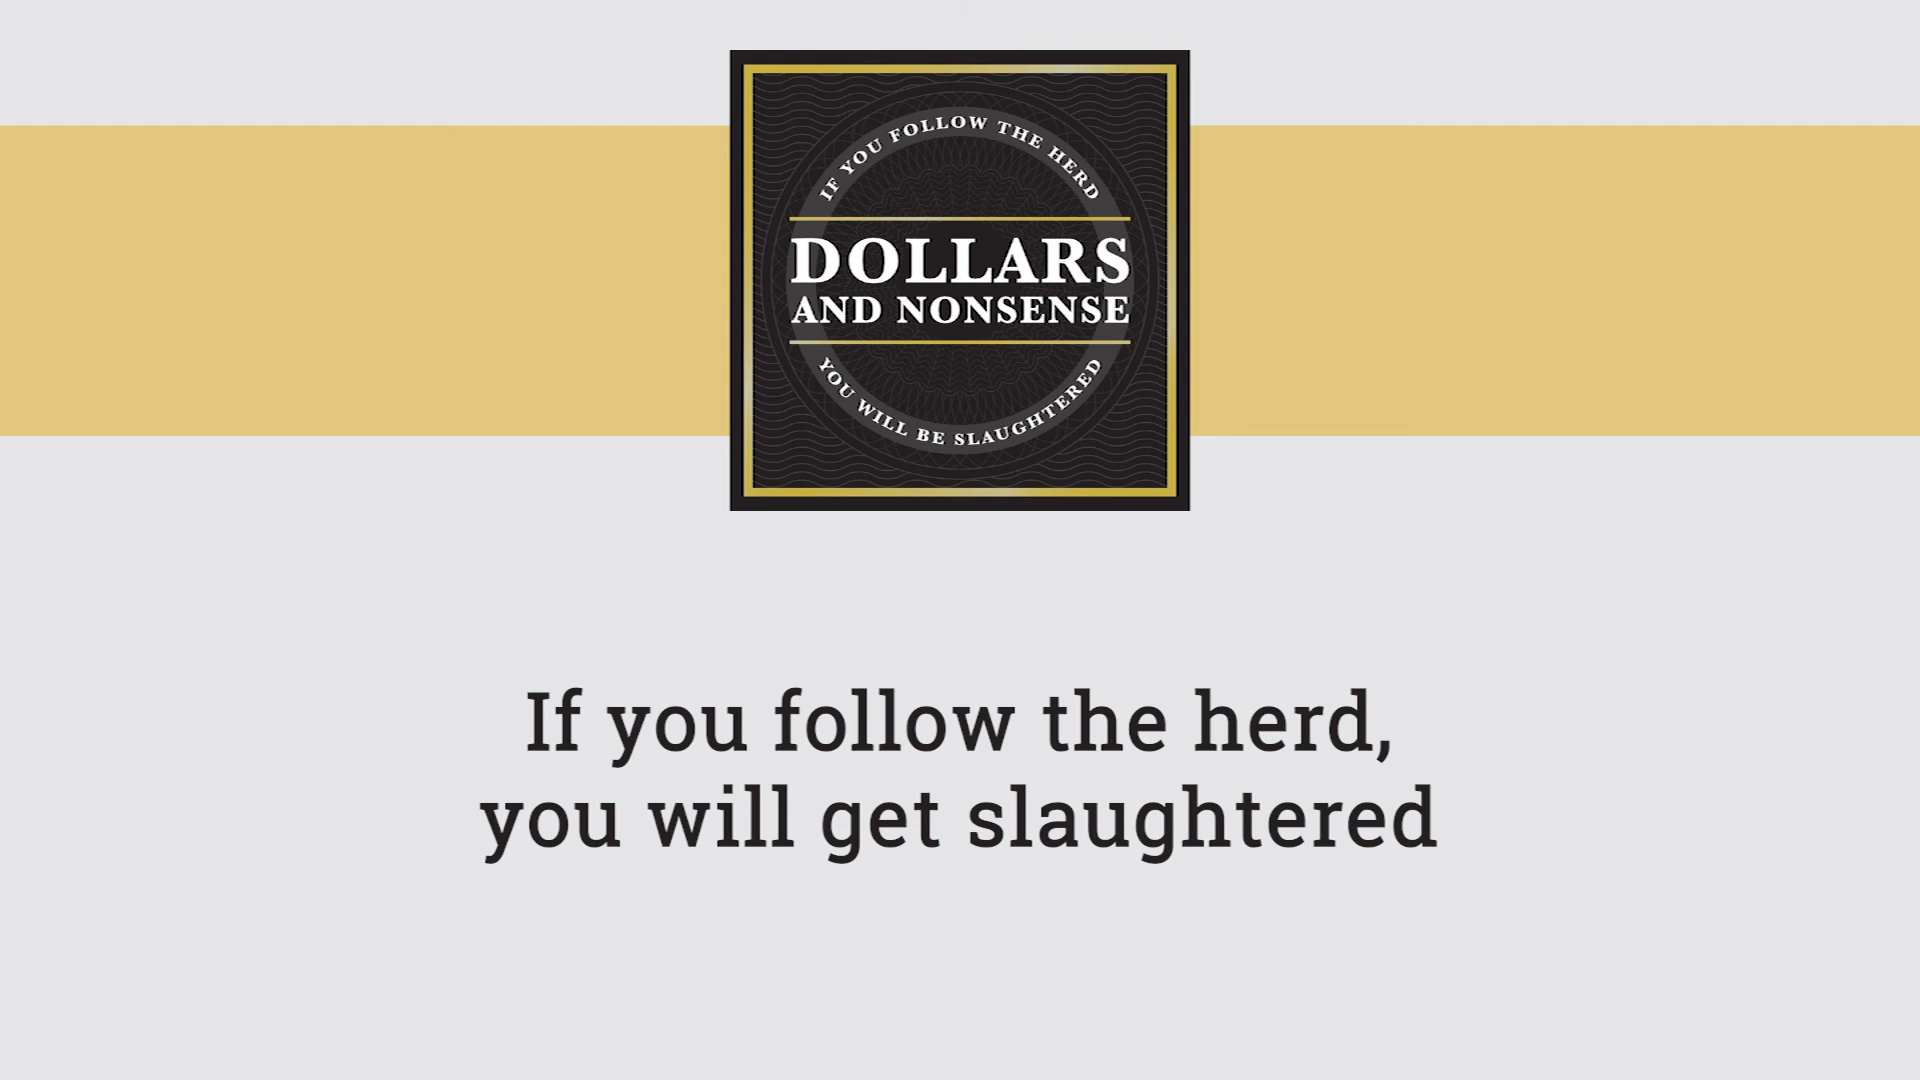 IF YOU FOLLOW THE HERD
DOLLARS
AND NONSENSE
YOU WILL BE SLAUGHTERED
If you follow the herd,
you will get slaughtered